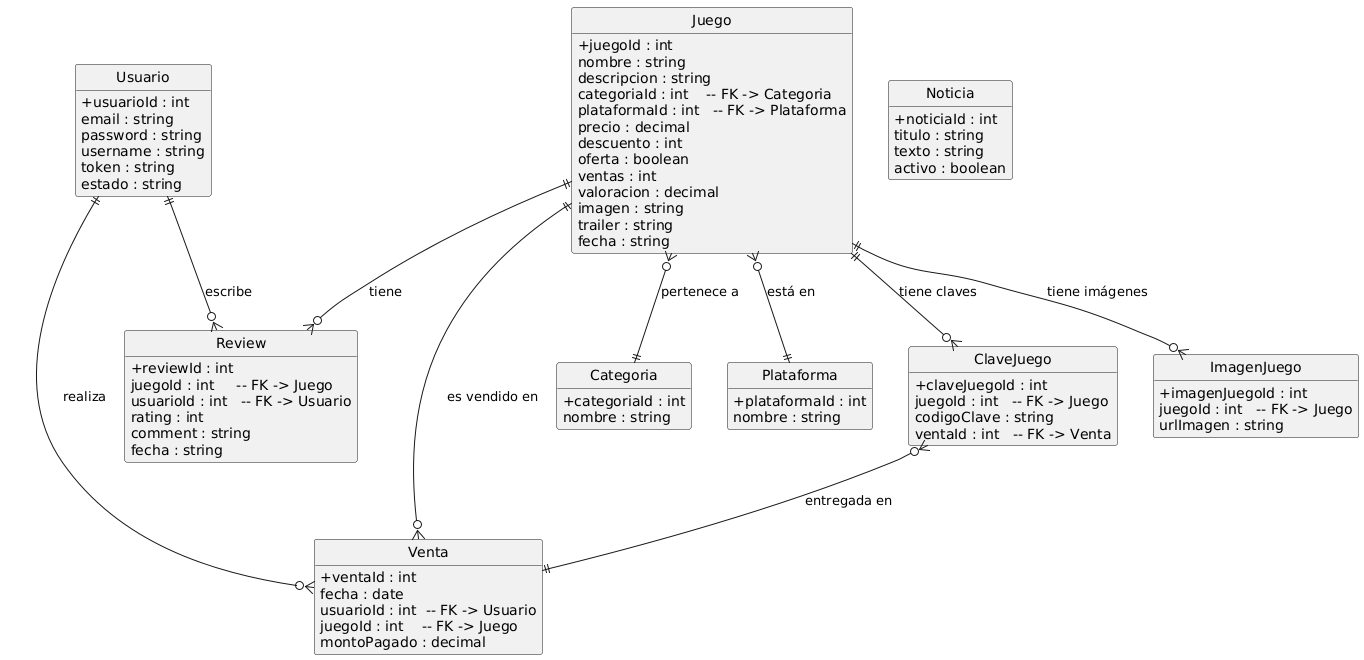 Juego
+juegoId : int
nombre : string
descripcion : string
categoriaId : int    -- FK -> Categoria
plataformaId : int   -- FK -> Plataforma
precio : decimal
descuento : int
oferta : boolean
ventas : int
valoracion : decimal
imagen : string
trailer : string
fecha : string
Usuario
+usuarioId : int
email : string
password : string
username : string
token : string
estado : string
Noticia
+noticiaId : int
titulo : string
texto : string
activo : boolean
escribe
tiene
pertenece a
está en
tiene claves
tiene imágenes
Review
+reviewId : int
juegoId : int     -- FK -> Juego
usuarioId : int   -- FK -> Usuario
rating : int
comment : string
fecha : string
Categoria
+categoriaId : int
nombre : string
Plataforma
+plataformaId : int
nombre : string
ClaveJuego
+claveJuegoId : int
juegoId : int   -- FK -> Juego
codigoClave : string
ventaId : int   -- FK -> Venta
ImagenJuego
+imagenJuegoId : int
juegoId : int   -- FK -> Juego
urlImagen : string
realiza
es vendido en
entregada en
Venta
+ventaId : int
fecha : date
usuarioId : int  -- FK -> Usuario
juegoId : int    -- FK -> Juego
montoPagado : decimal